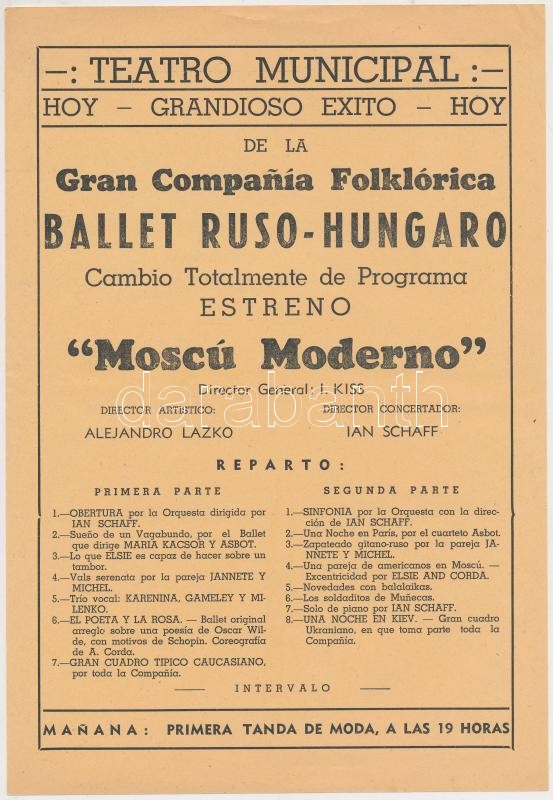 —: TEATRO MUNICIPAL :—
HOY — GRANDIOSO EXITO — HOY
DE LA
Gran Compañía Folklórica
BALLET RUSO-HUNGARO
Cambio Totalmente de Programa
ESTRENO
“Moscú Moderno”
Director General: I. KISS
darabanth
DIRECTOR ARTISTICO:
ALEJANDRO LAZKO
DIRECTOR CONCERTADOR:
IAN SCHAFF
REPARTO:
PRIMERA PARTE
1.—OBERTURA por la Orquesta dirigida por
IAN SCHAFF.
2.—Sueño de un Vagabundo, por el Ballet
que dirige MARIA KACSOR Y ASBOT.
3.—Lo que ELSIE es capaz de hacer sobre un
tambor.
4.—Vals serenata por la pareja JANNETE Y
MICHEL.
5.—Trío vocal: KARENINA, GAMELEY Y MI-
LENKO.
6.—EL POETA Y LA ROSA. — Ballet original
arreglo sobre una poesía de Oscar Wil-
de, con motivos de Schopin. Coreografía
de A. Corda.
7.—GRAN CUADRO TIPICO CAUCASIANO,
por toda la Compañía.
SEGUNDA PARTE
1.—SINFONIA por la Orquesta con la direc-
ción de IAN SCHAFF.
2.—Una Noche en París, por el cuarteto Asbot.
3.—Zapateado gitano-ruso por la pareja JA-
NNETE Y MICHEL.
4.—Una pareja de americanos en Moscú. —
Excentricidad por ELSIE AND CORDA.
5.—Novedades con balalaikas.
6.—Los soldaditos de Muñecas.
7.—Solo de piano por IAN SCHAFF.
8.—UNA NOCHE EN KIEV. — Gran cuadro
Ukraniano, en que toma parte toda la
Compañía.
—— INTERVALO ——
MAÑANA: PRIMERA TANDA DE MODA, A LAS 19 HORAS